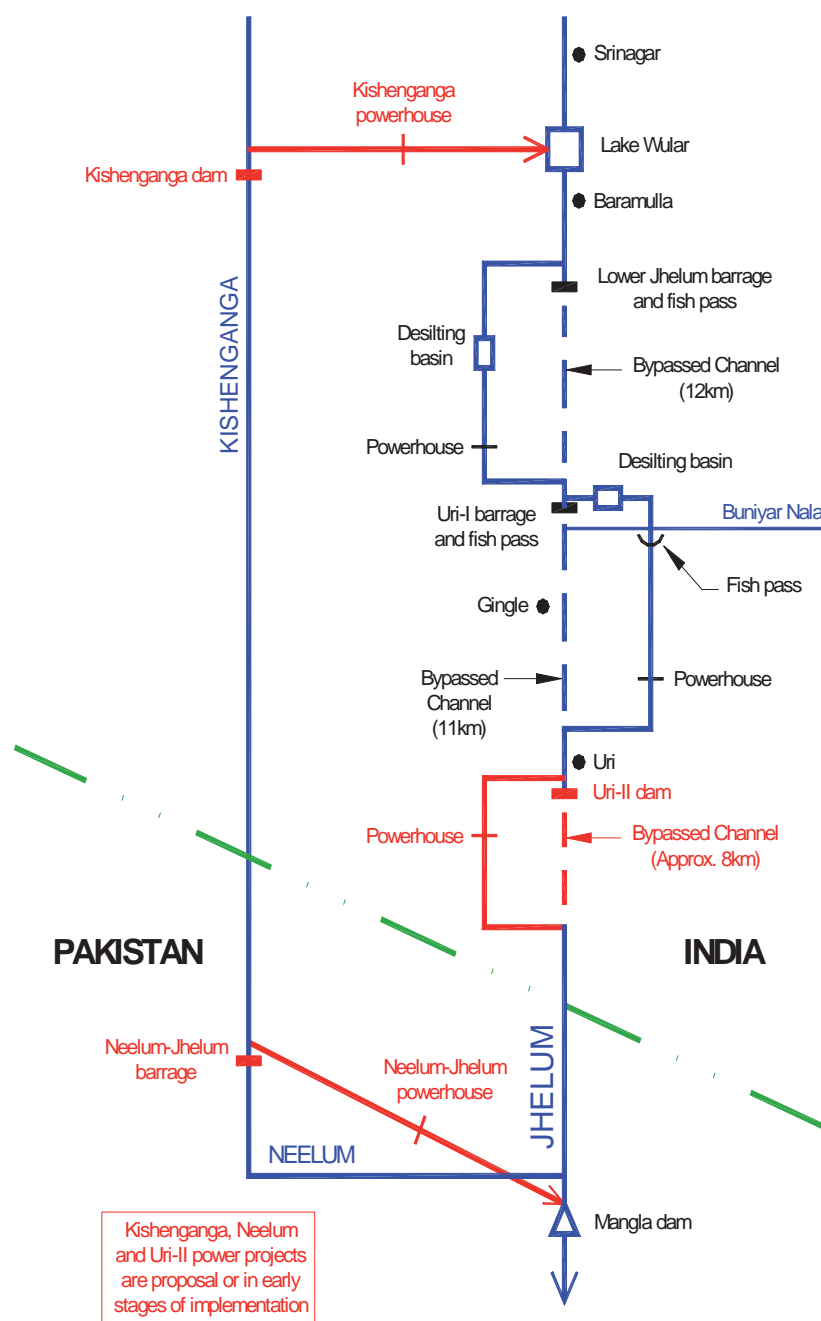 Srinagar
Kishenganga
powerhouse
Lake Wular
Kishenganga dam
Baramulla
KISHENGANGA
Lower Jhelum barrage
and fish pass
Desilting
basin
Bypassed Channel
(12km)
Powerhouse
Desilting basin
Uri-I barrage
and fish pass
Buniyar Nala
Fish pass
Gingle
Bypassed
Channel
(11km)
Powerhouse
Uri
Uri-II dam
Powerhouse
Bypassed Channel
(Approx. 8km)
PAKISTAN
INDIA
Neelum-Jhelum
barrage
Neelum-Jhelum
powerhouse
JHELUM
NEELUM
Mangla dam
Kishenganga, Neelum
and Uri-II power projects
are proposal or in early
stages of implementation